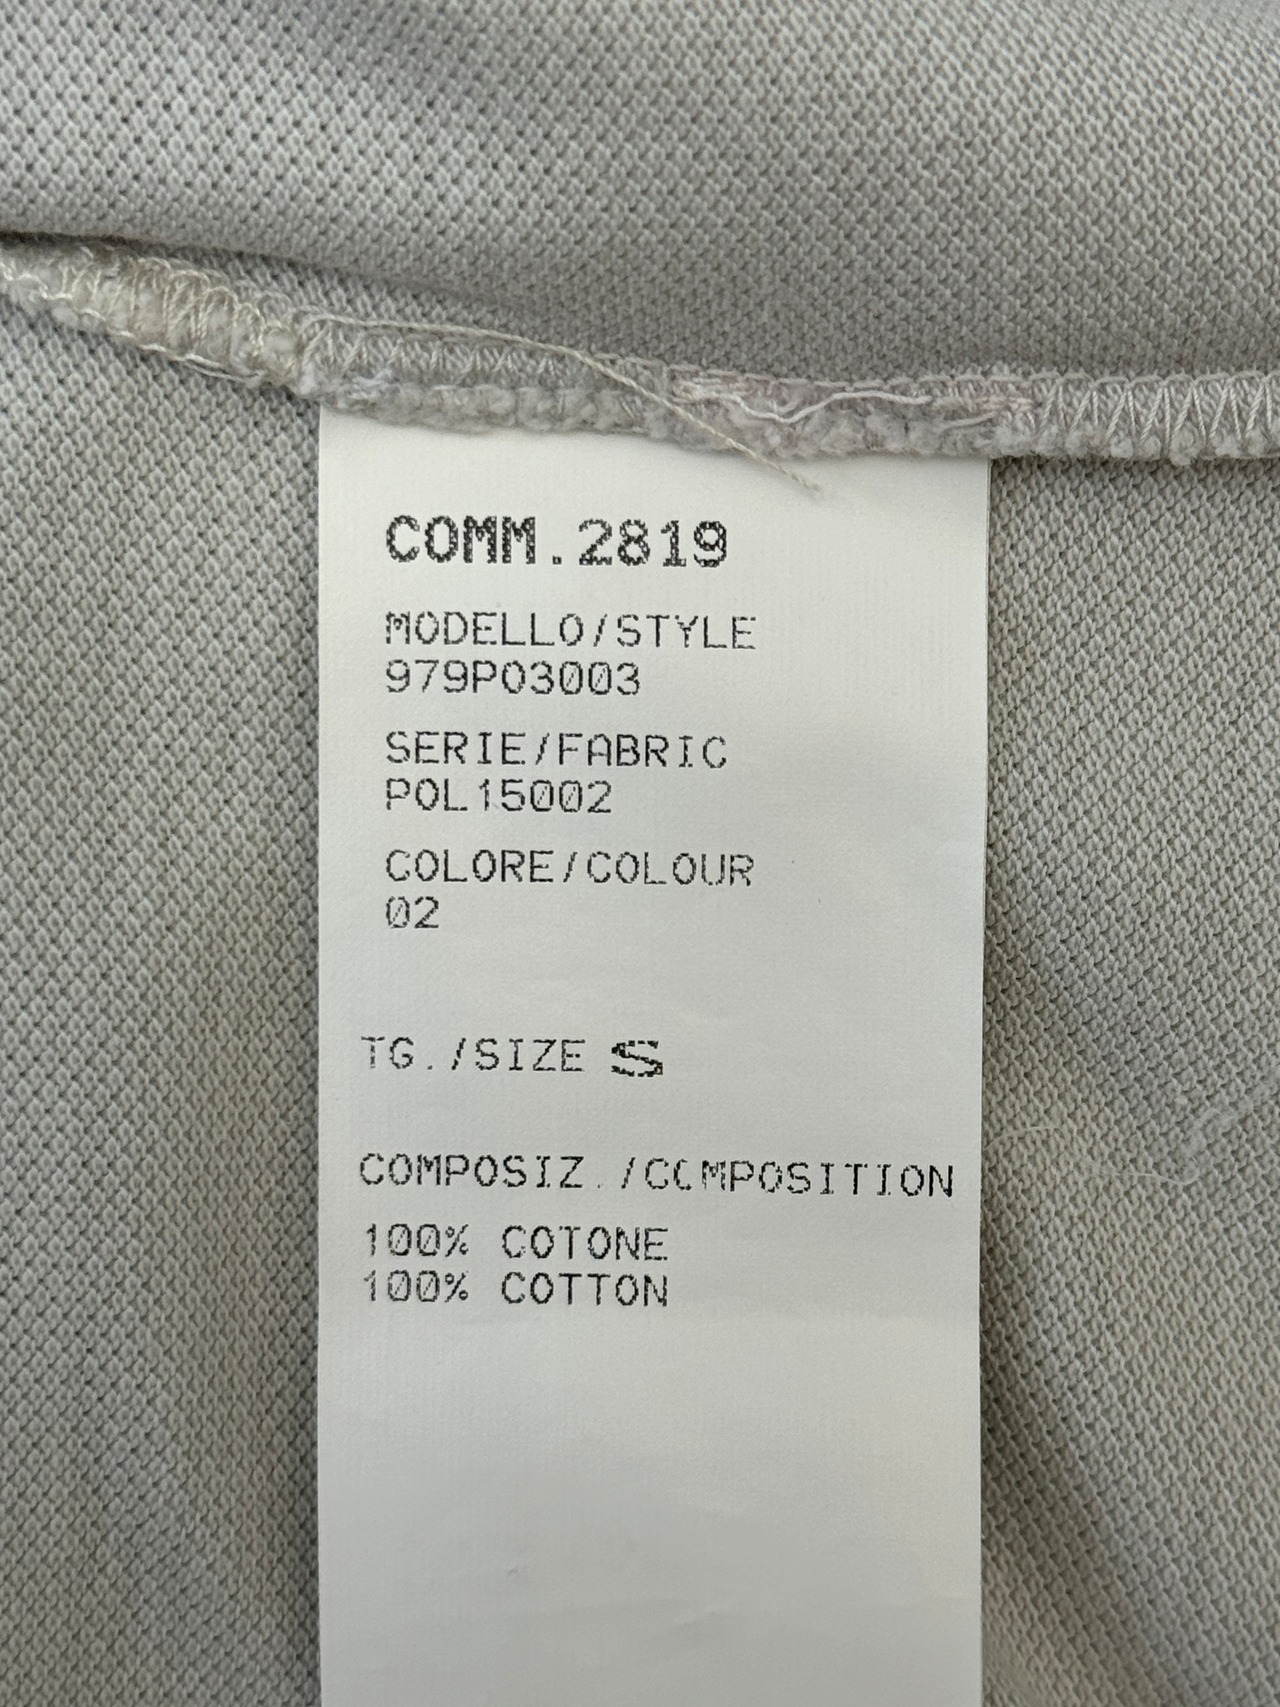 COMM.2819
MODELLO/STYLE
979P03003
SERIE/FABRIC
POL15002
COLORE/COLOUR
02
TG./SIZE S
COMPOSIZ./COMPOSITION
100% COTONE
100% COTTON